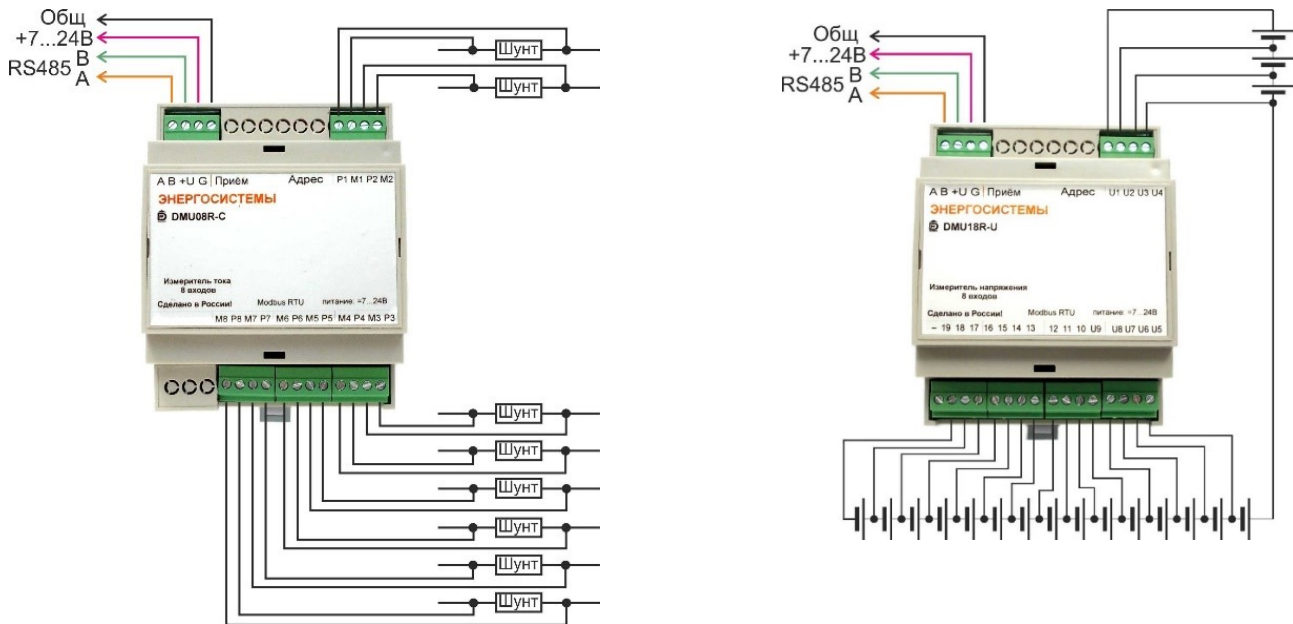 Общ
+7...24В
RS485 B
A
Шунт
Шунт
A B +U G Приём Адрес P1 M1 P2 M2
ЭНЕРГОСИСТЕМЫ
DMU08R-C
Измеритель тока
8 входов
Сделано в России! Modbus RTU питание: =7...24В
M8 P8 M7 P7 M6 P6 M5 P5 M4 P4 M3 P3
Шунт
Шунт
Шунт
Шунт
Шунт
Шунт
Общ
+7...24В
RS485 B
A
A B +U G Приём Адрес U1 U2 U3 U4
ЭНЕРГОСИСТЕМЫ
DMU18R-U
Измеритель напряжения
8 входов
Сделано в России! Modbus RTU питание: =7...24В
– 19 18 17 16 15 14 13 12 11 10 U9 U8 U7 U6 U5